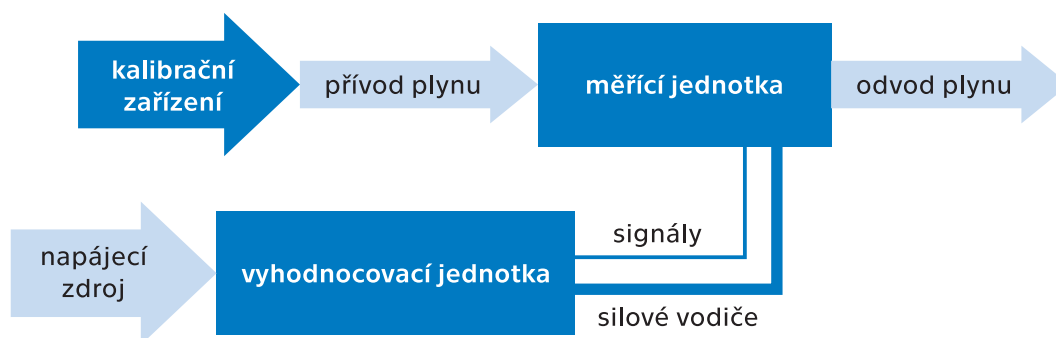 kalibrační
zařízení
přívod plynu
měřící jednotka
odvod plynu
napájecí
zdroj
vyhodnocovací jednotka
signály
silové vodiče